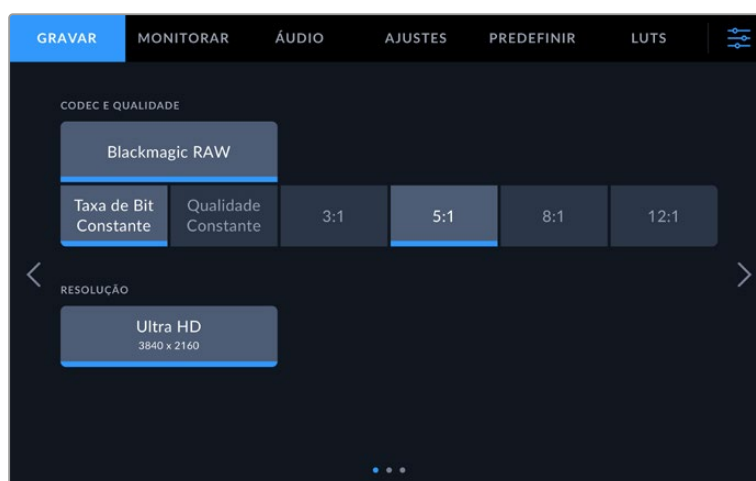 GRAVAR MONITORAR ÁUDIO AJUSTES PREDEFINIR LUTS
CODEC E QUALIDADE
Blackmagic RAW
Taxa de Bit Constante
Qualidade Constante
3:1 5:1 8:1 12:1
RESOLUÇÃO
Ultra HD
3840 x 2160